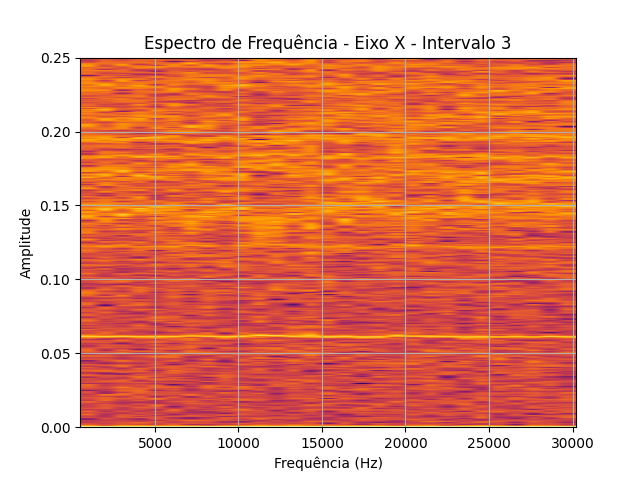 Espectro de Frequência - Eixo X - Intervalo 3
0.25
0.20
0.15
0.10
0.05
0.00
Amplitude
5000 10000 15000 20000 25000 30000
Frequência (Hz)